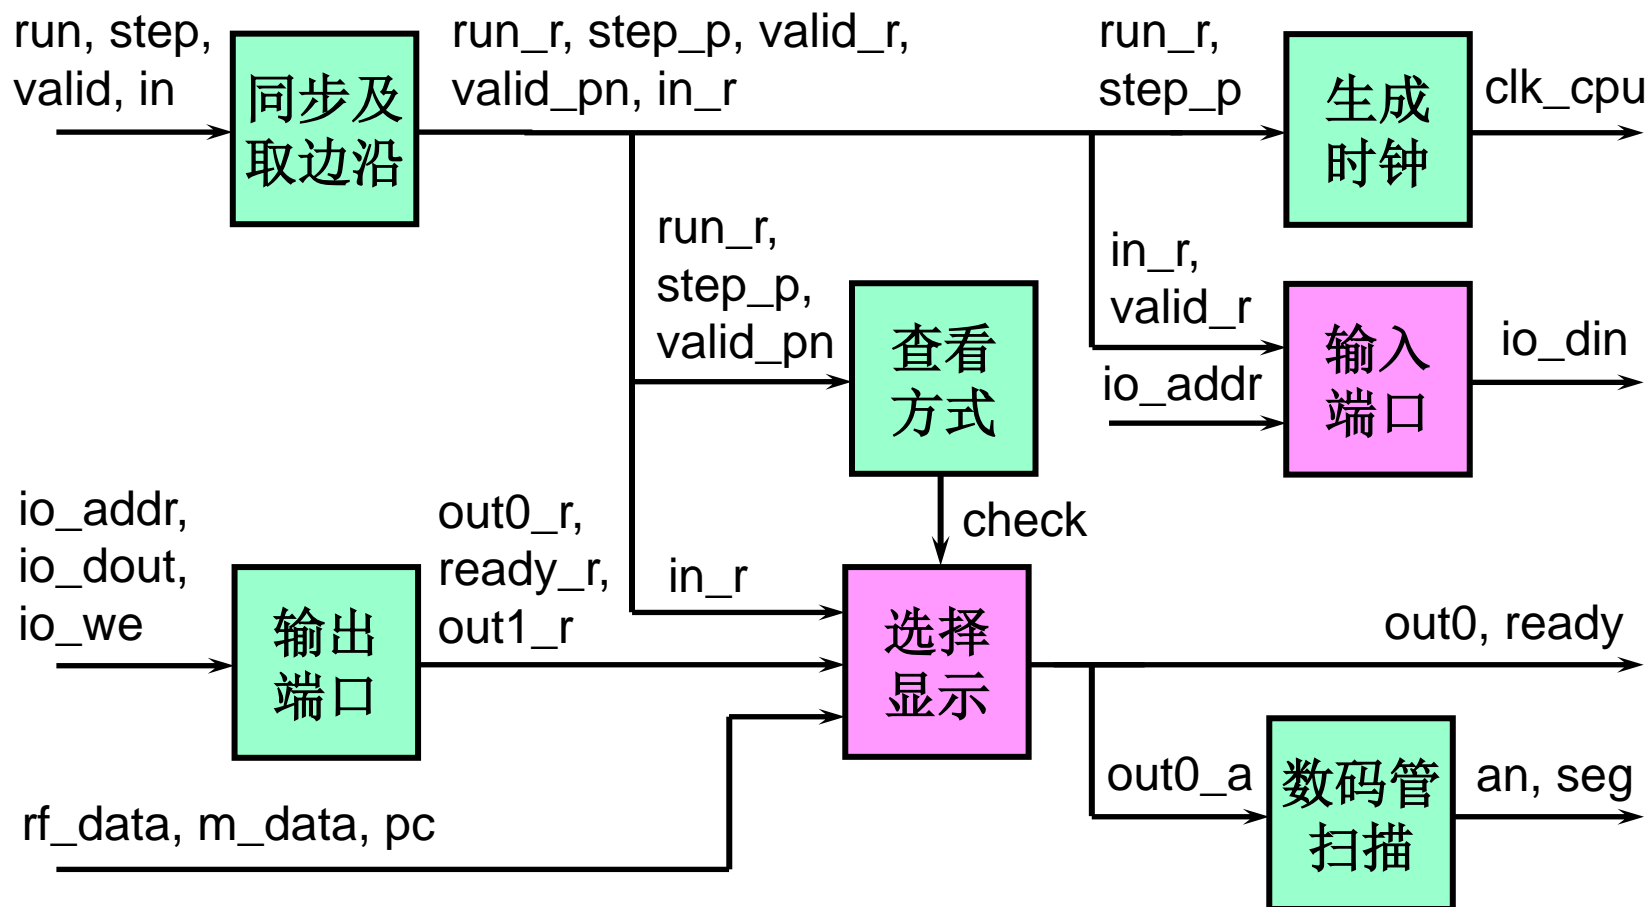 run, step,
valid, in
同步及
取边沿
run_r, step_p, valid_r,
valid_pn, in_r
run_r,
step_p
生成
时钟
clk_cpu
run_r,
step_p,
valid_pn
查看
方式
in_r,
valid_r
io_addr
输入
端口
io_din
check
io_addr,
io_dout,
io_we
输出
端口
out0_r,
ready_r,
out1_r
in_r
选择
显示
out0, ready
out0_a
数码管
扫描
an, seg
rf_data, m_data, pc